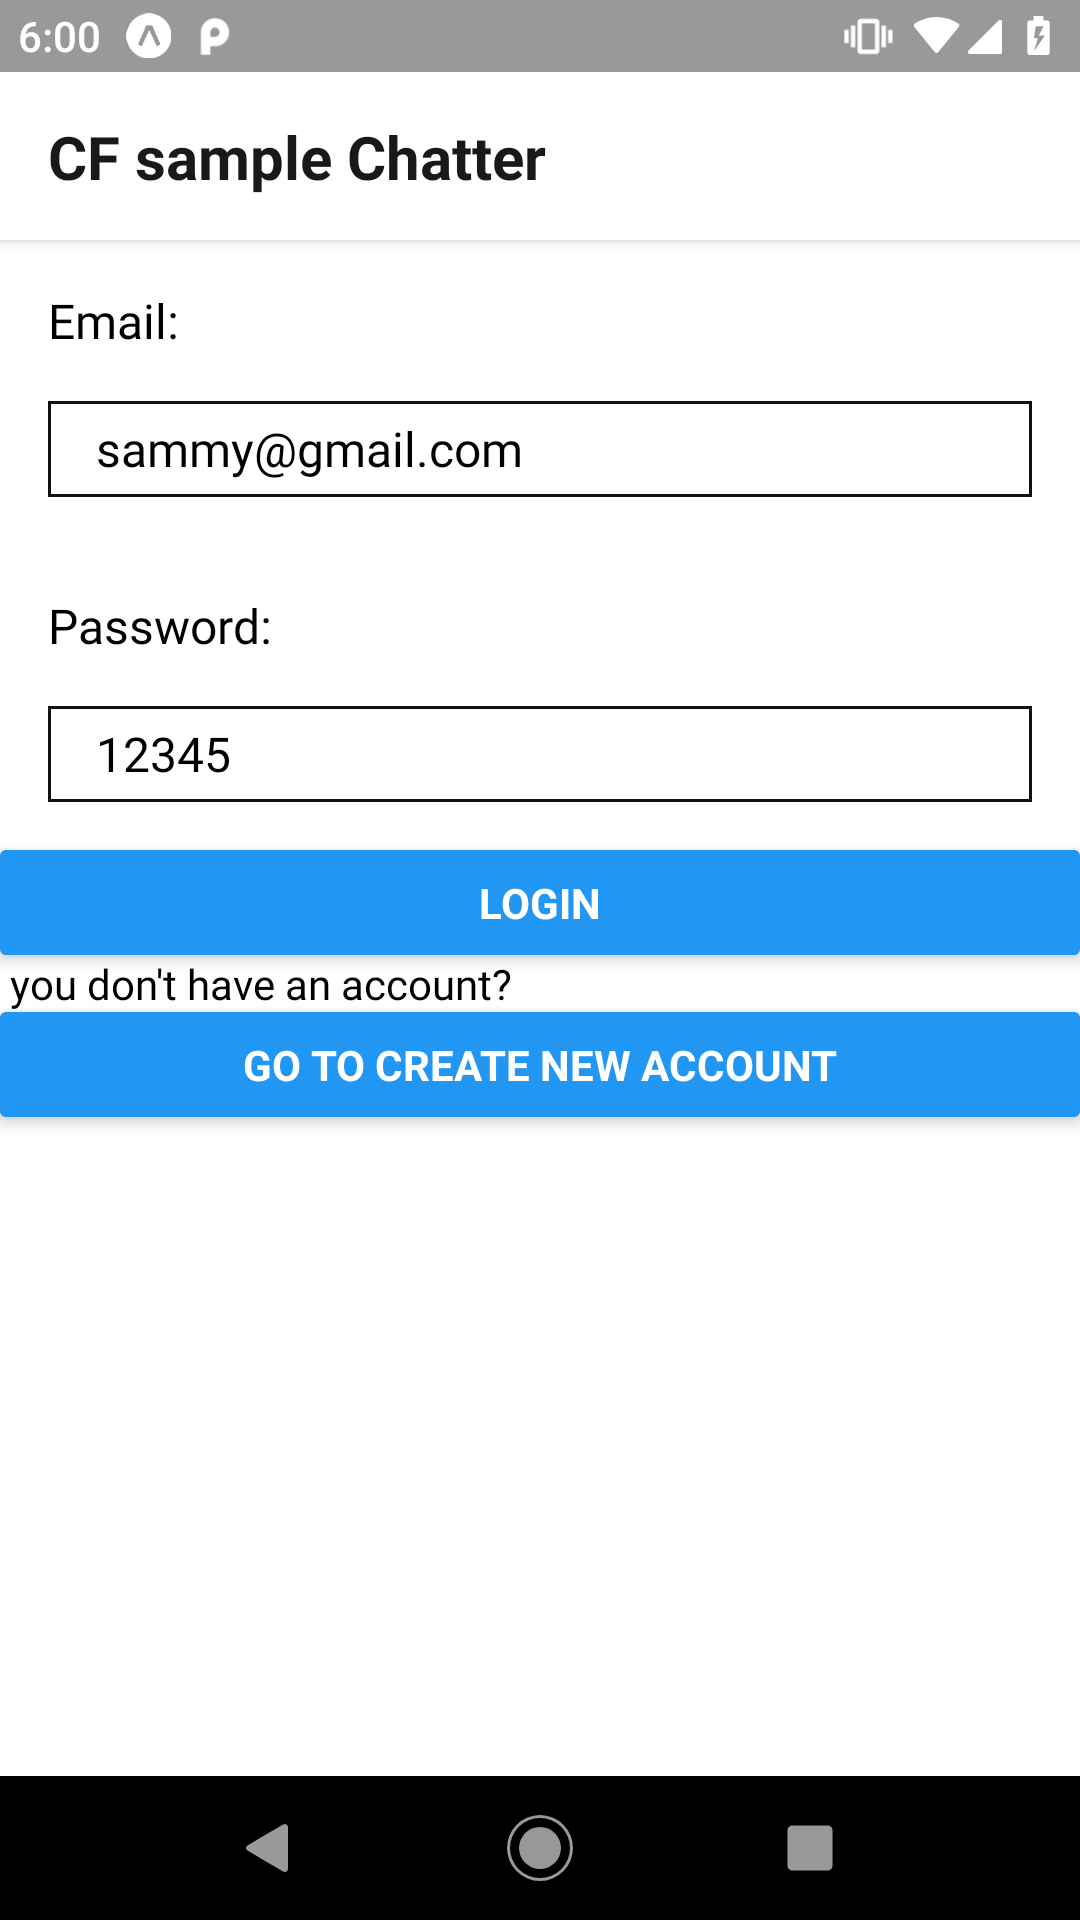 6:00
CF sample Chatter
Email:
sammy@gmail.com
Password:
12345
LOGIN
you don't have an account?
GO TO CREATE NEW ACCOUNT